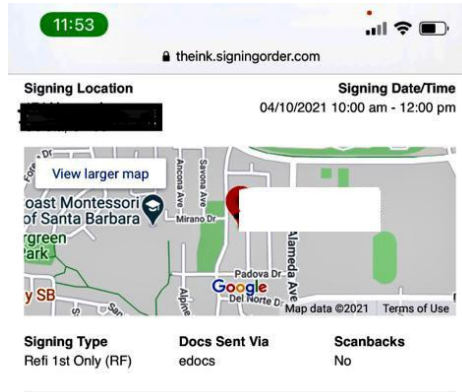 11:53
theink.signingorder.com
Signing Location
Signing Date/Time
04/10/2021 10:00 am - 12:00 pm
View larger map
Ancona Ave
Savona Ave
oast Montessori
of Santa Barbara
Mirano Dr
rgreen
Park
Alameda Ave
Padova Dr
Google
y SB
Alpine
Del Norte Dr
Map data ©2021
Terms of Use
Signing Type
Docs Sent Via
Scanbacks
Refi 1st Only (RF)
edocs
No